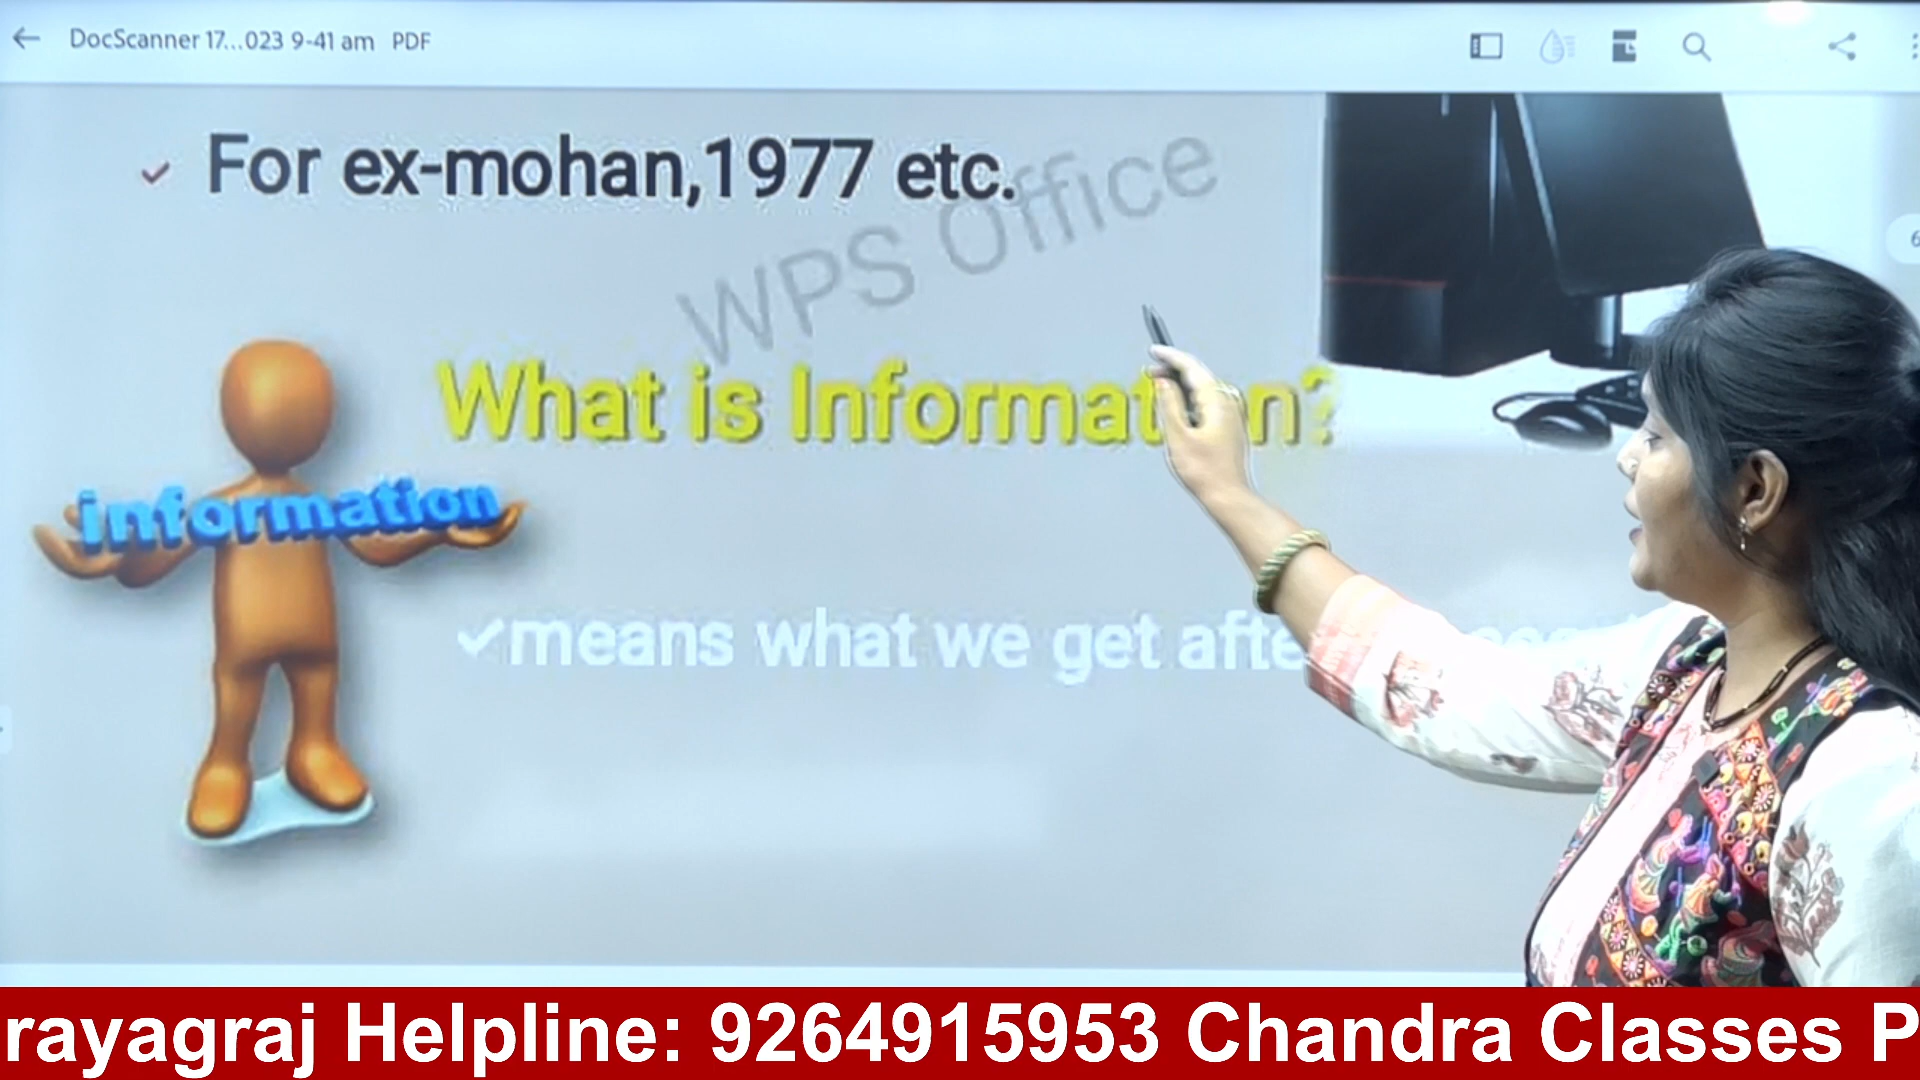 DocScanner 17...023 9-41 am PDF
For ex-mohan,1977 etc.
WPS Office
What is Information?
information
means what we get afte
rayagraj Helpline: 9264915953 Chandra Classes P